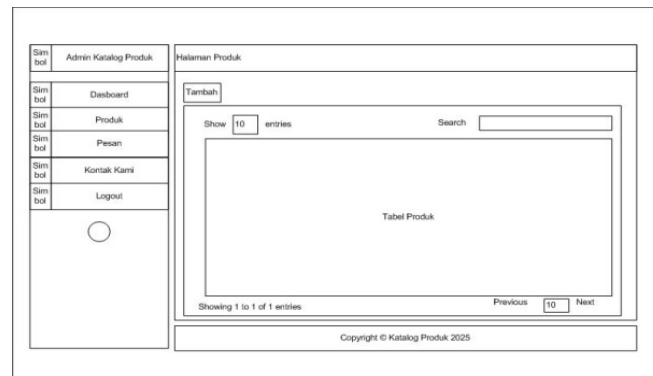 Sim
bol
Admin Katalog Produk
Halaman Produk
Sim
bol
Dasboard
Sim
bol
Produk
Sim
bol
Pesan
Sim
bol
Kontak Kami
Sim
bol
Logout
Tambah
Show 10 entries
Search
Tabel Produk
Showing 1 to 1 of 1 entries
Previous 10 Next
Copyright © Katalog Produk 2025